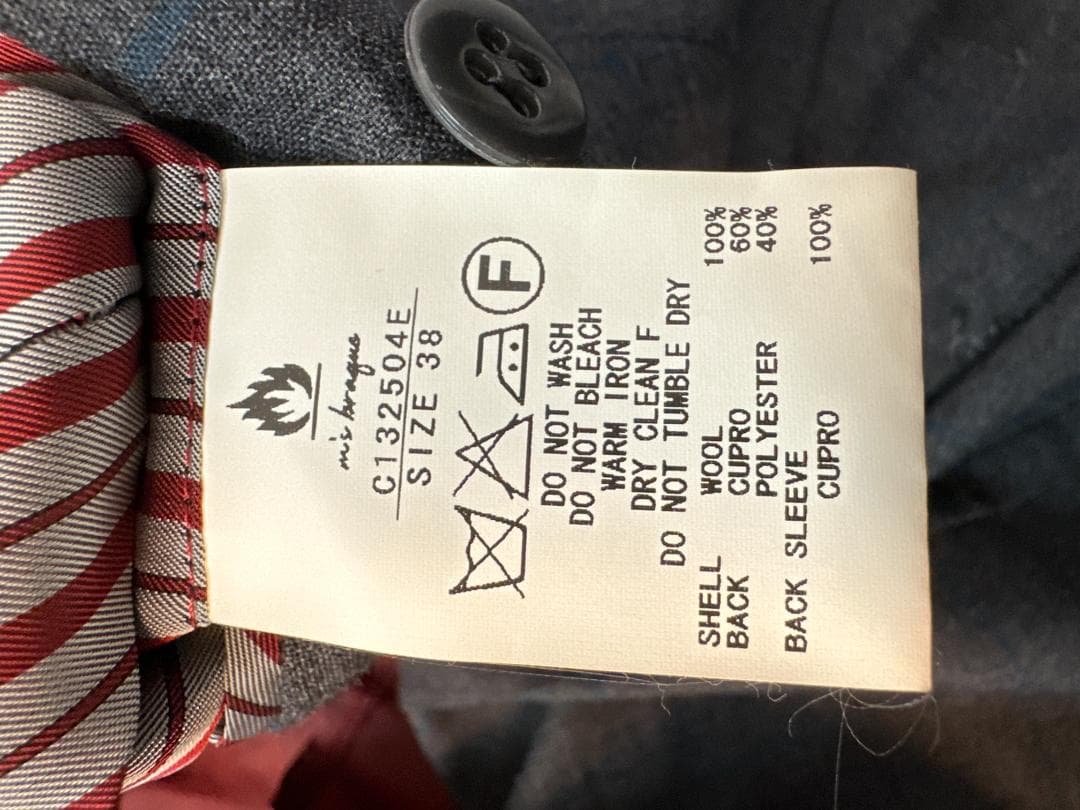 m's braque
C132504E
SIZE 38
F
DO NOT WASH
DO NOT BLEACH
WARM IRON
DRY CLEAN F
DO NOT TUMBLE DRY
SHELL WOOL 100%
BACK CUPRO 60%
POLYESTER 40%
BACK SLEEVE
CUPRO 100%